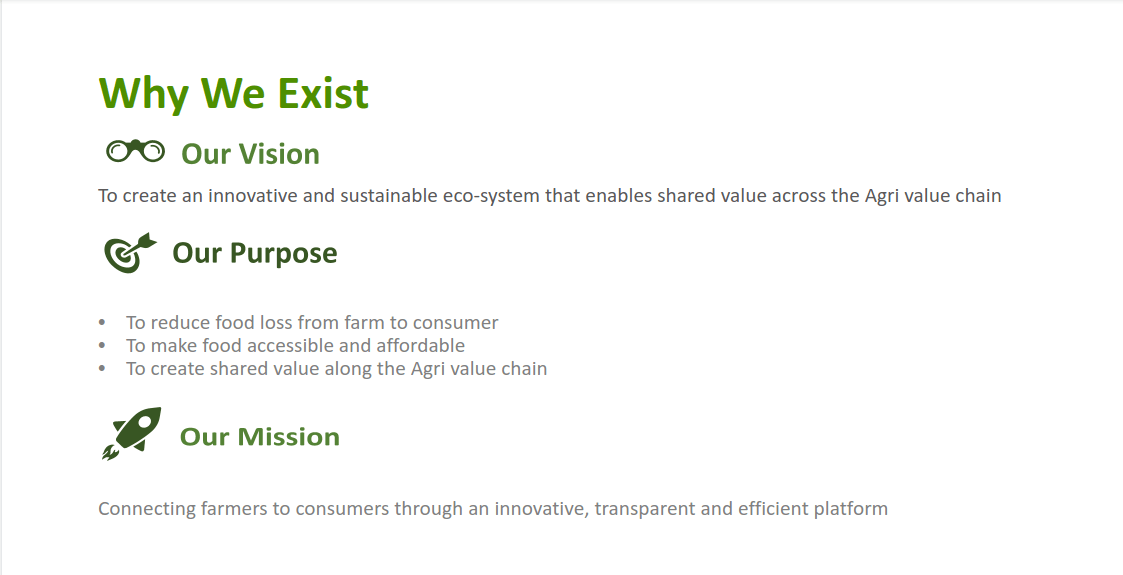 Why We Exist
Our Vision
To create an innovative and sustainable eco-system that enables shared value across the Agri value chain
Our Purpose
• To reduce food loss from farm to consumer
• To make food accessible and affordable
• To create shared value along the Agri value chain
Our Mission
Connecting farmers to consumers through an innovative, transparent and efficient platform